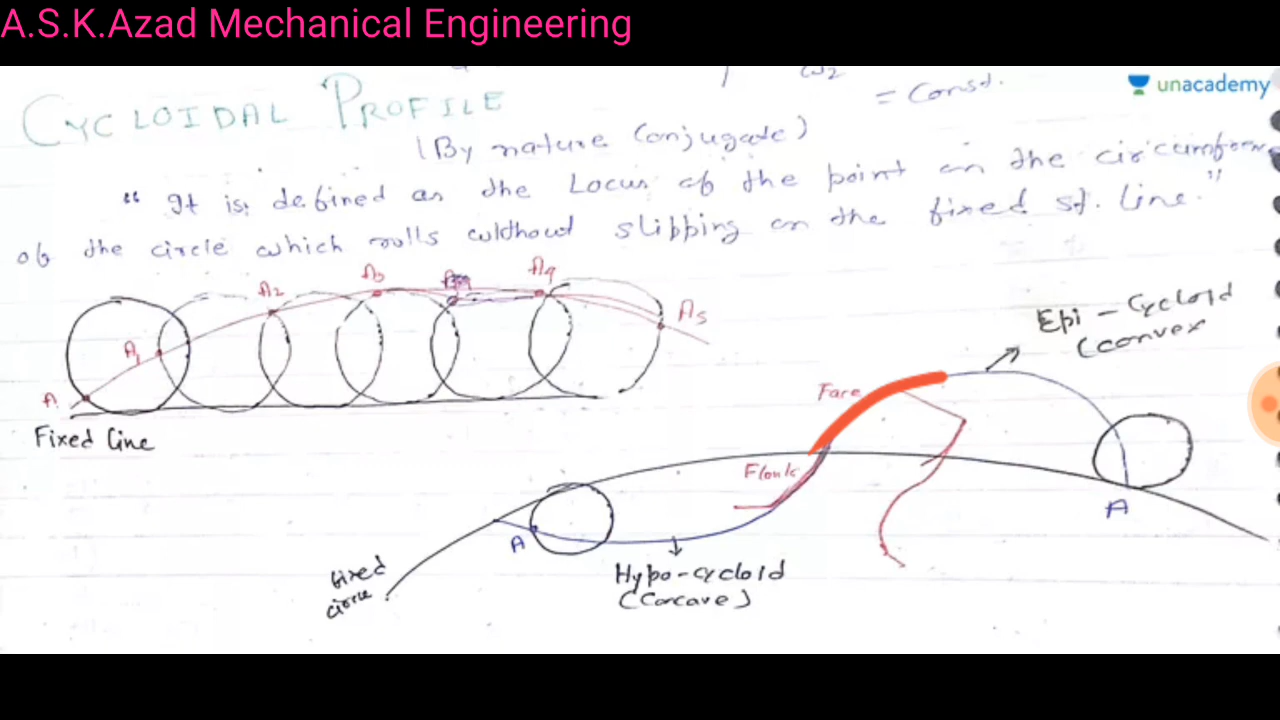 A.S.K.Azad Mechanical Engineering
ω2
= Const.
unacademy
CYCLOIDAL PROFILE
(By nature Conjugate)
"It is defined as the Locus of the point on the circumferen
of the circle which rolls without slipping on the fixed st. line."
A A1 A2 A3 A4 A5
Fixed line
Epi-Cycloid
(Convex
Face
Flank
A
A
Hypo-cycloid
(Concave)
fixed
circle